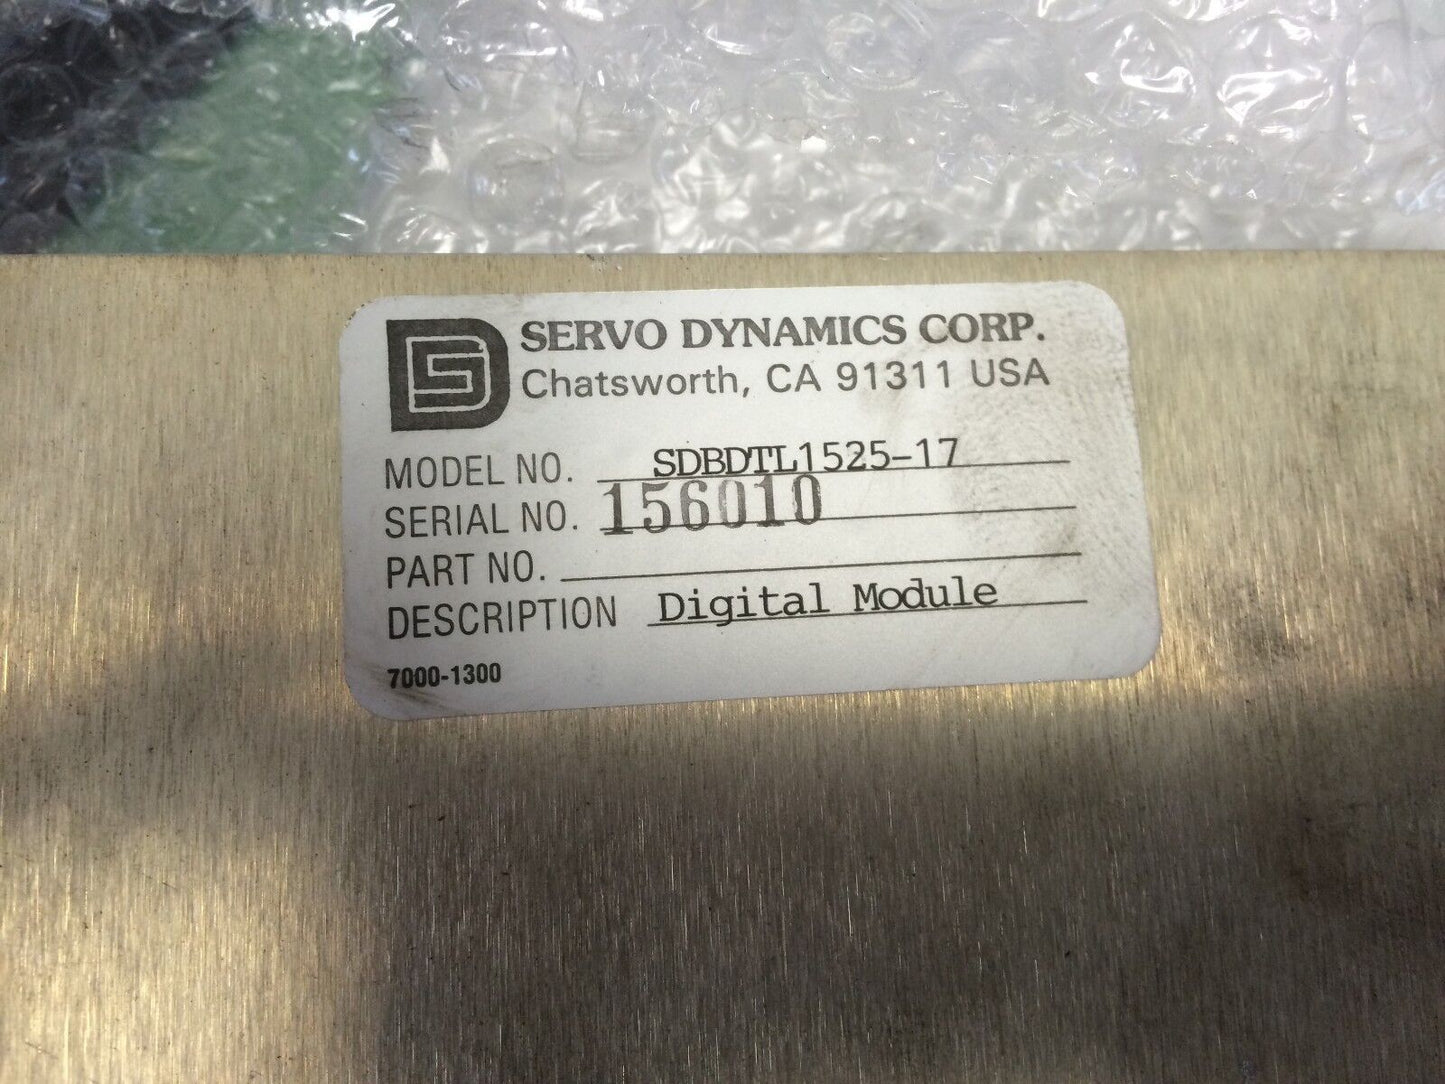 SD SERVO DYNAMICS CORP.
Chatsworth, CA 91311 USA
MODEL NO. SDBDTL1525-17
SERIAL NO. 156010
PART NO.
DESCRIPTION Digital Module
7000-1300